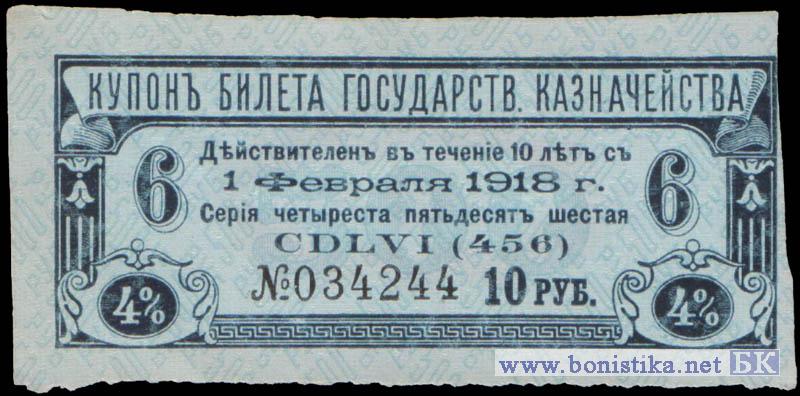 КУПОНЪ БИЛЕТА ГОСУДАРСТВ. КАЗНАЧЕЙСТВА
6 Дѣйствителенъ въ теченіе 10 лѣтъ съ 6
1 Февраля 1918 г.
Серія четыреста пятьдесятъ шестая
CDLVI (456)
4% №034244 10 РУБ. 4%
www.bonistika.net БК